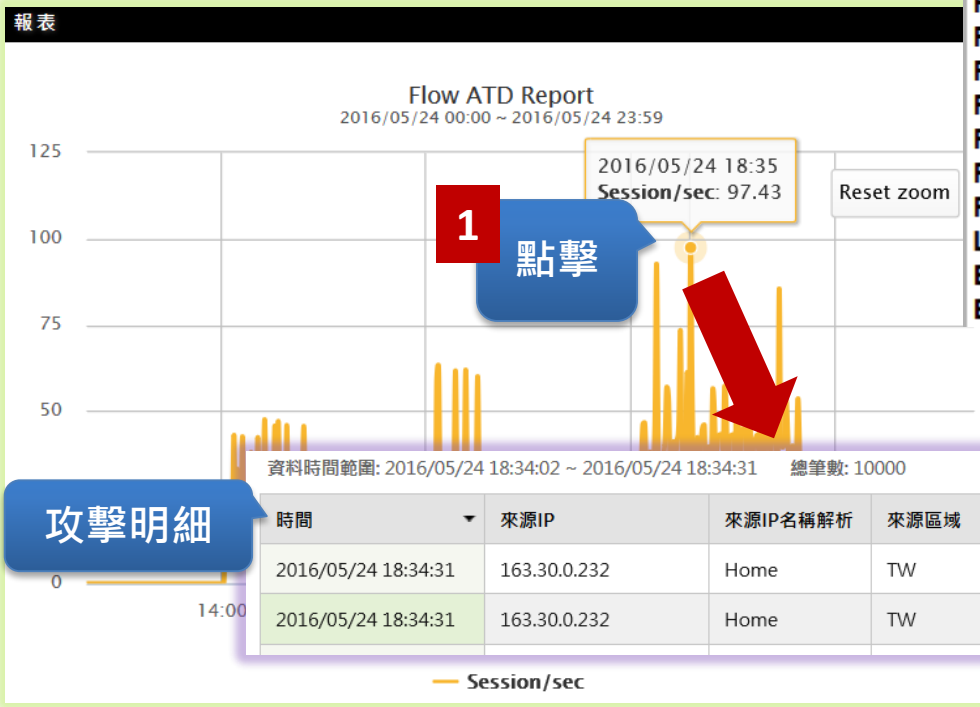 報表
Flow ATD Report
2016/05/24 00:00 ~ 2016/05/24 23:59
125
2016/05/24 18:35
Session/sec: 97.43
Reset zoom
1
點擊
100
75
50
資料時間範圍: 2016/05/24 18:34:02 ~ 2016/05/24 18:34:31 總筆數: 10000
攻擊明細
時間 來源IP 來源IP名稱解析 來源區域
2016/05/24 18:34:31 163.30.0.232 Home TW
2016/05/24 18:34:31 163.30.0.232 Home TW
0
14:00
Session/sec